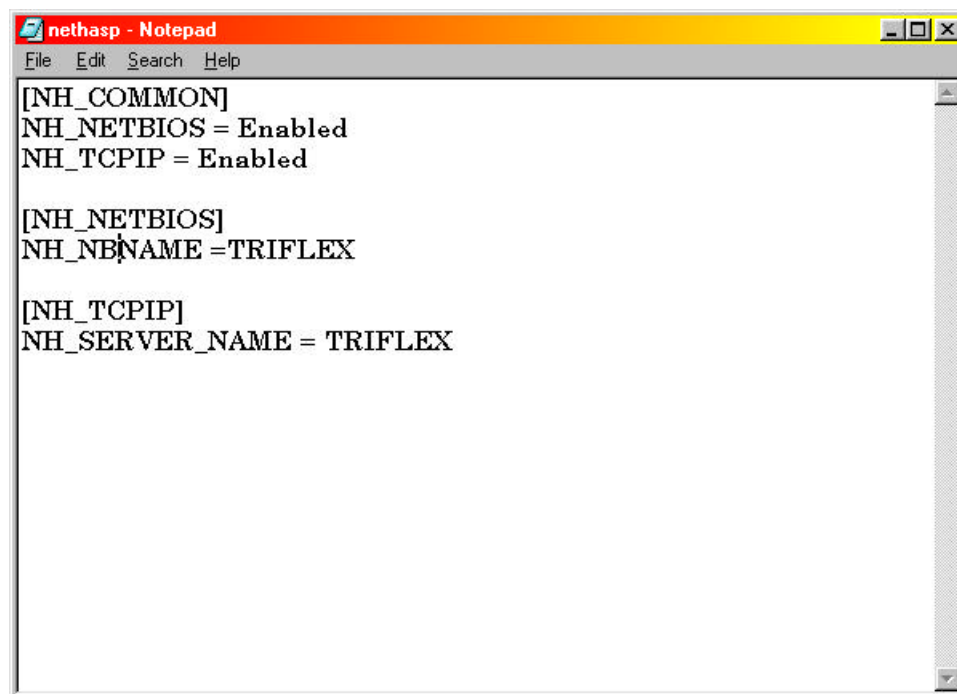 nethasp - Notepad
File Edit Search Help
[NH_COMMON]
NH_NETBIOS = Enabled
NH_TCPIP = Enabled
[NH_NETBIOS]
NH_NBNAME =TRIFLEX
[NH_TCPIP]
NH_SERVER_NAME = TRIFLEX